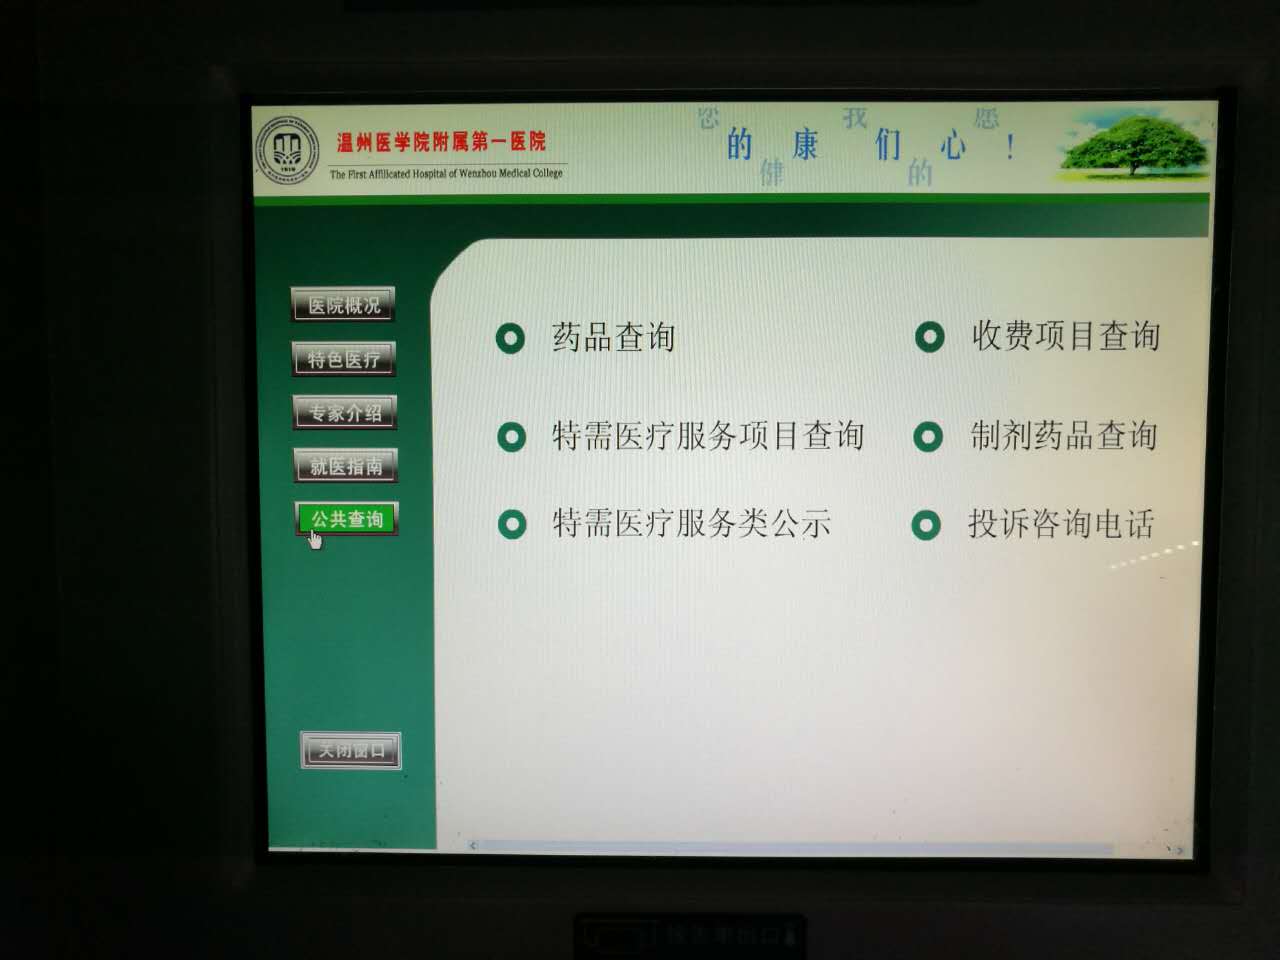 温州医学院附属第一医院
The First Affilicated Hospital of Wenzhou Medical College
您的健康 我们的心愿！
医院概况
特色医疗
专家介绍
就医指南
公共查询
关闭窗口
药品查询
收费项目查询
特需医疗服务项目查询
制剂药品查询
特需医疗服务类公示
投诉咨询电话